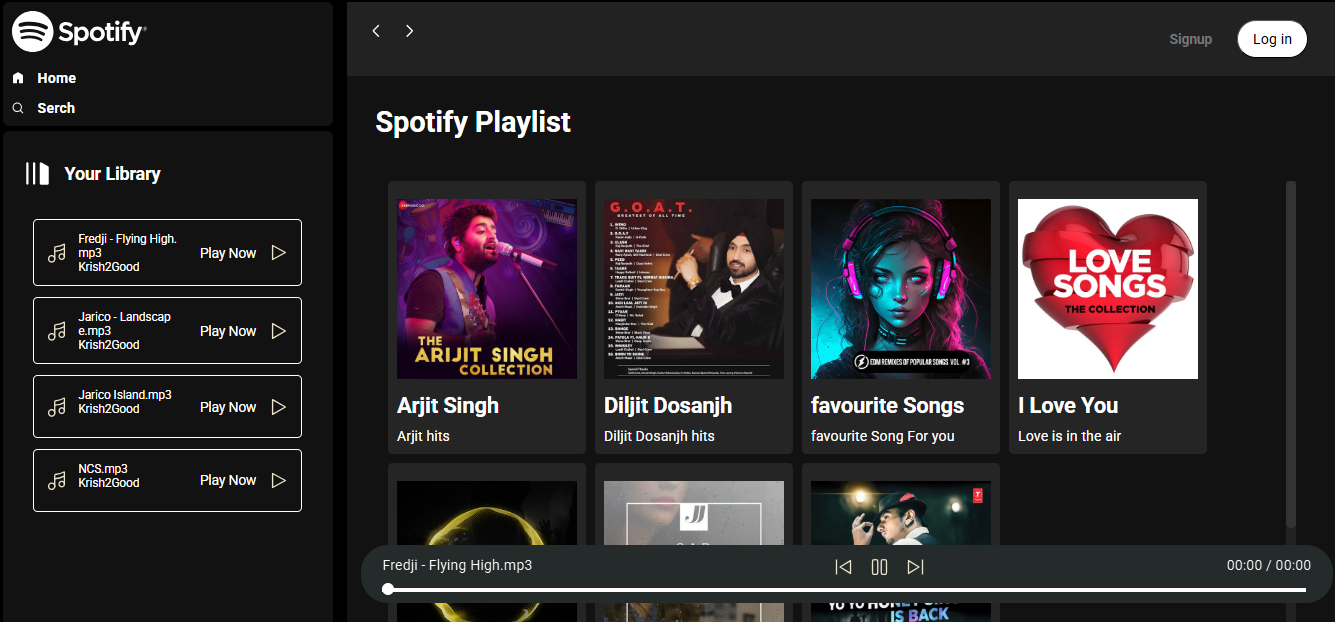 Spotify
Home
Serch
Your Library
Fredji - Flying High.
mp3
Krish2Good
Play Now
Jarico - Landscap
e.mp3
Krish2Good
Play Now
Jarico Island.mp3
Krish2Good
Play Now
NCS.mp3
Krish2Good
Play Now
Signup
Log in
Spotify Playlist
THE
ARIJIT SINGH
COLLECTION
Arjit Singh
Arjit hits
G.O.A.T.
GREATEST OF ALL TIME
Diljit Dosanjh
Diljit Dosanjh hits
EDM REMIXES OF POPULAR SONGS VOL. #3
favourite Songs
favourite Song For you
LOVE
SONGS
THE COLLECTION
I Love You
Love is in the air
Fredji - Flying High.mp3
00:00 / 00:00
IS BACK